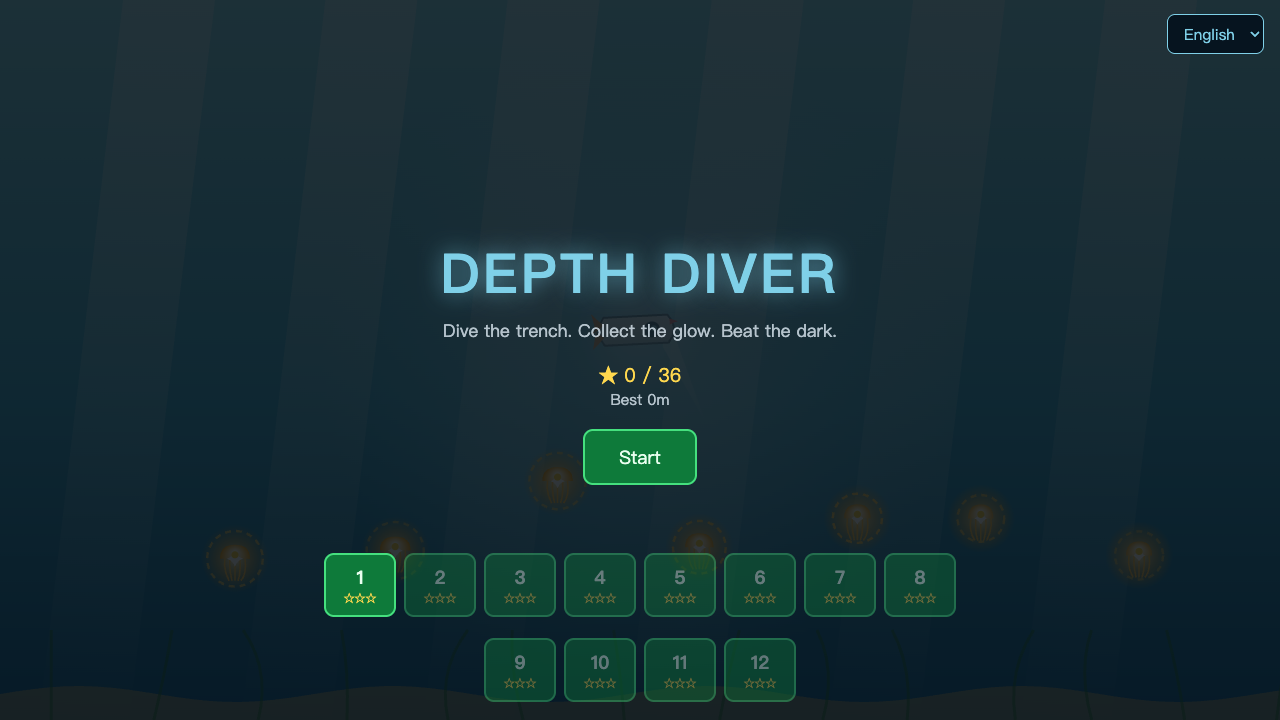 English
DEPTH DIVER
Dive the trench. Collect the glow. Beat the dark.
★ 0 / 36
Best 0m
Start
1 2 3 4 5 6 7 8
☆☆☆ ☆☆☆ ☆☆☆ ☆☆☆ ☆☆☆ ☆☆☆ ☆☆☆ ☆☆☆
9 10 11 12
☆☆☆ ☆☆☆ ☆☆☆ ☆☆☆